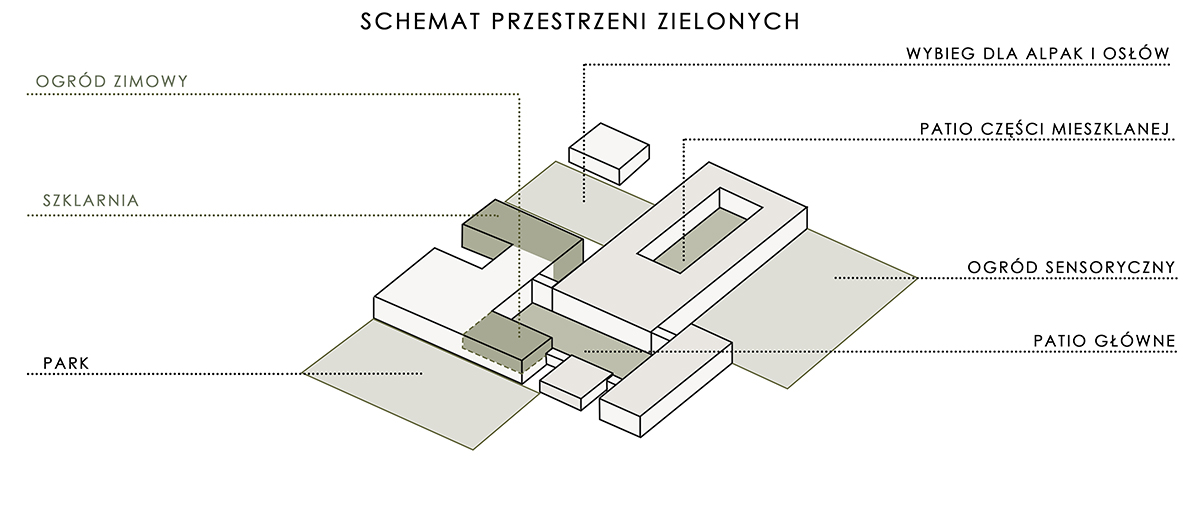 SCHEMAT PRZESTRZENI ZIELONYCH
WYBIEG DLA ALPAK I OSŁÓW
OGRÓD ZIMOWY
PATIO CZĘŚCI MIESZKLANEJ
SZKLARNIA
OGRÓD SENSORYCZNY
PATIO GŁÓWNE
PARK